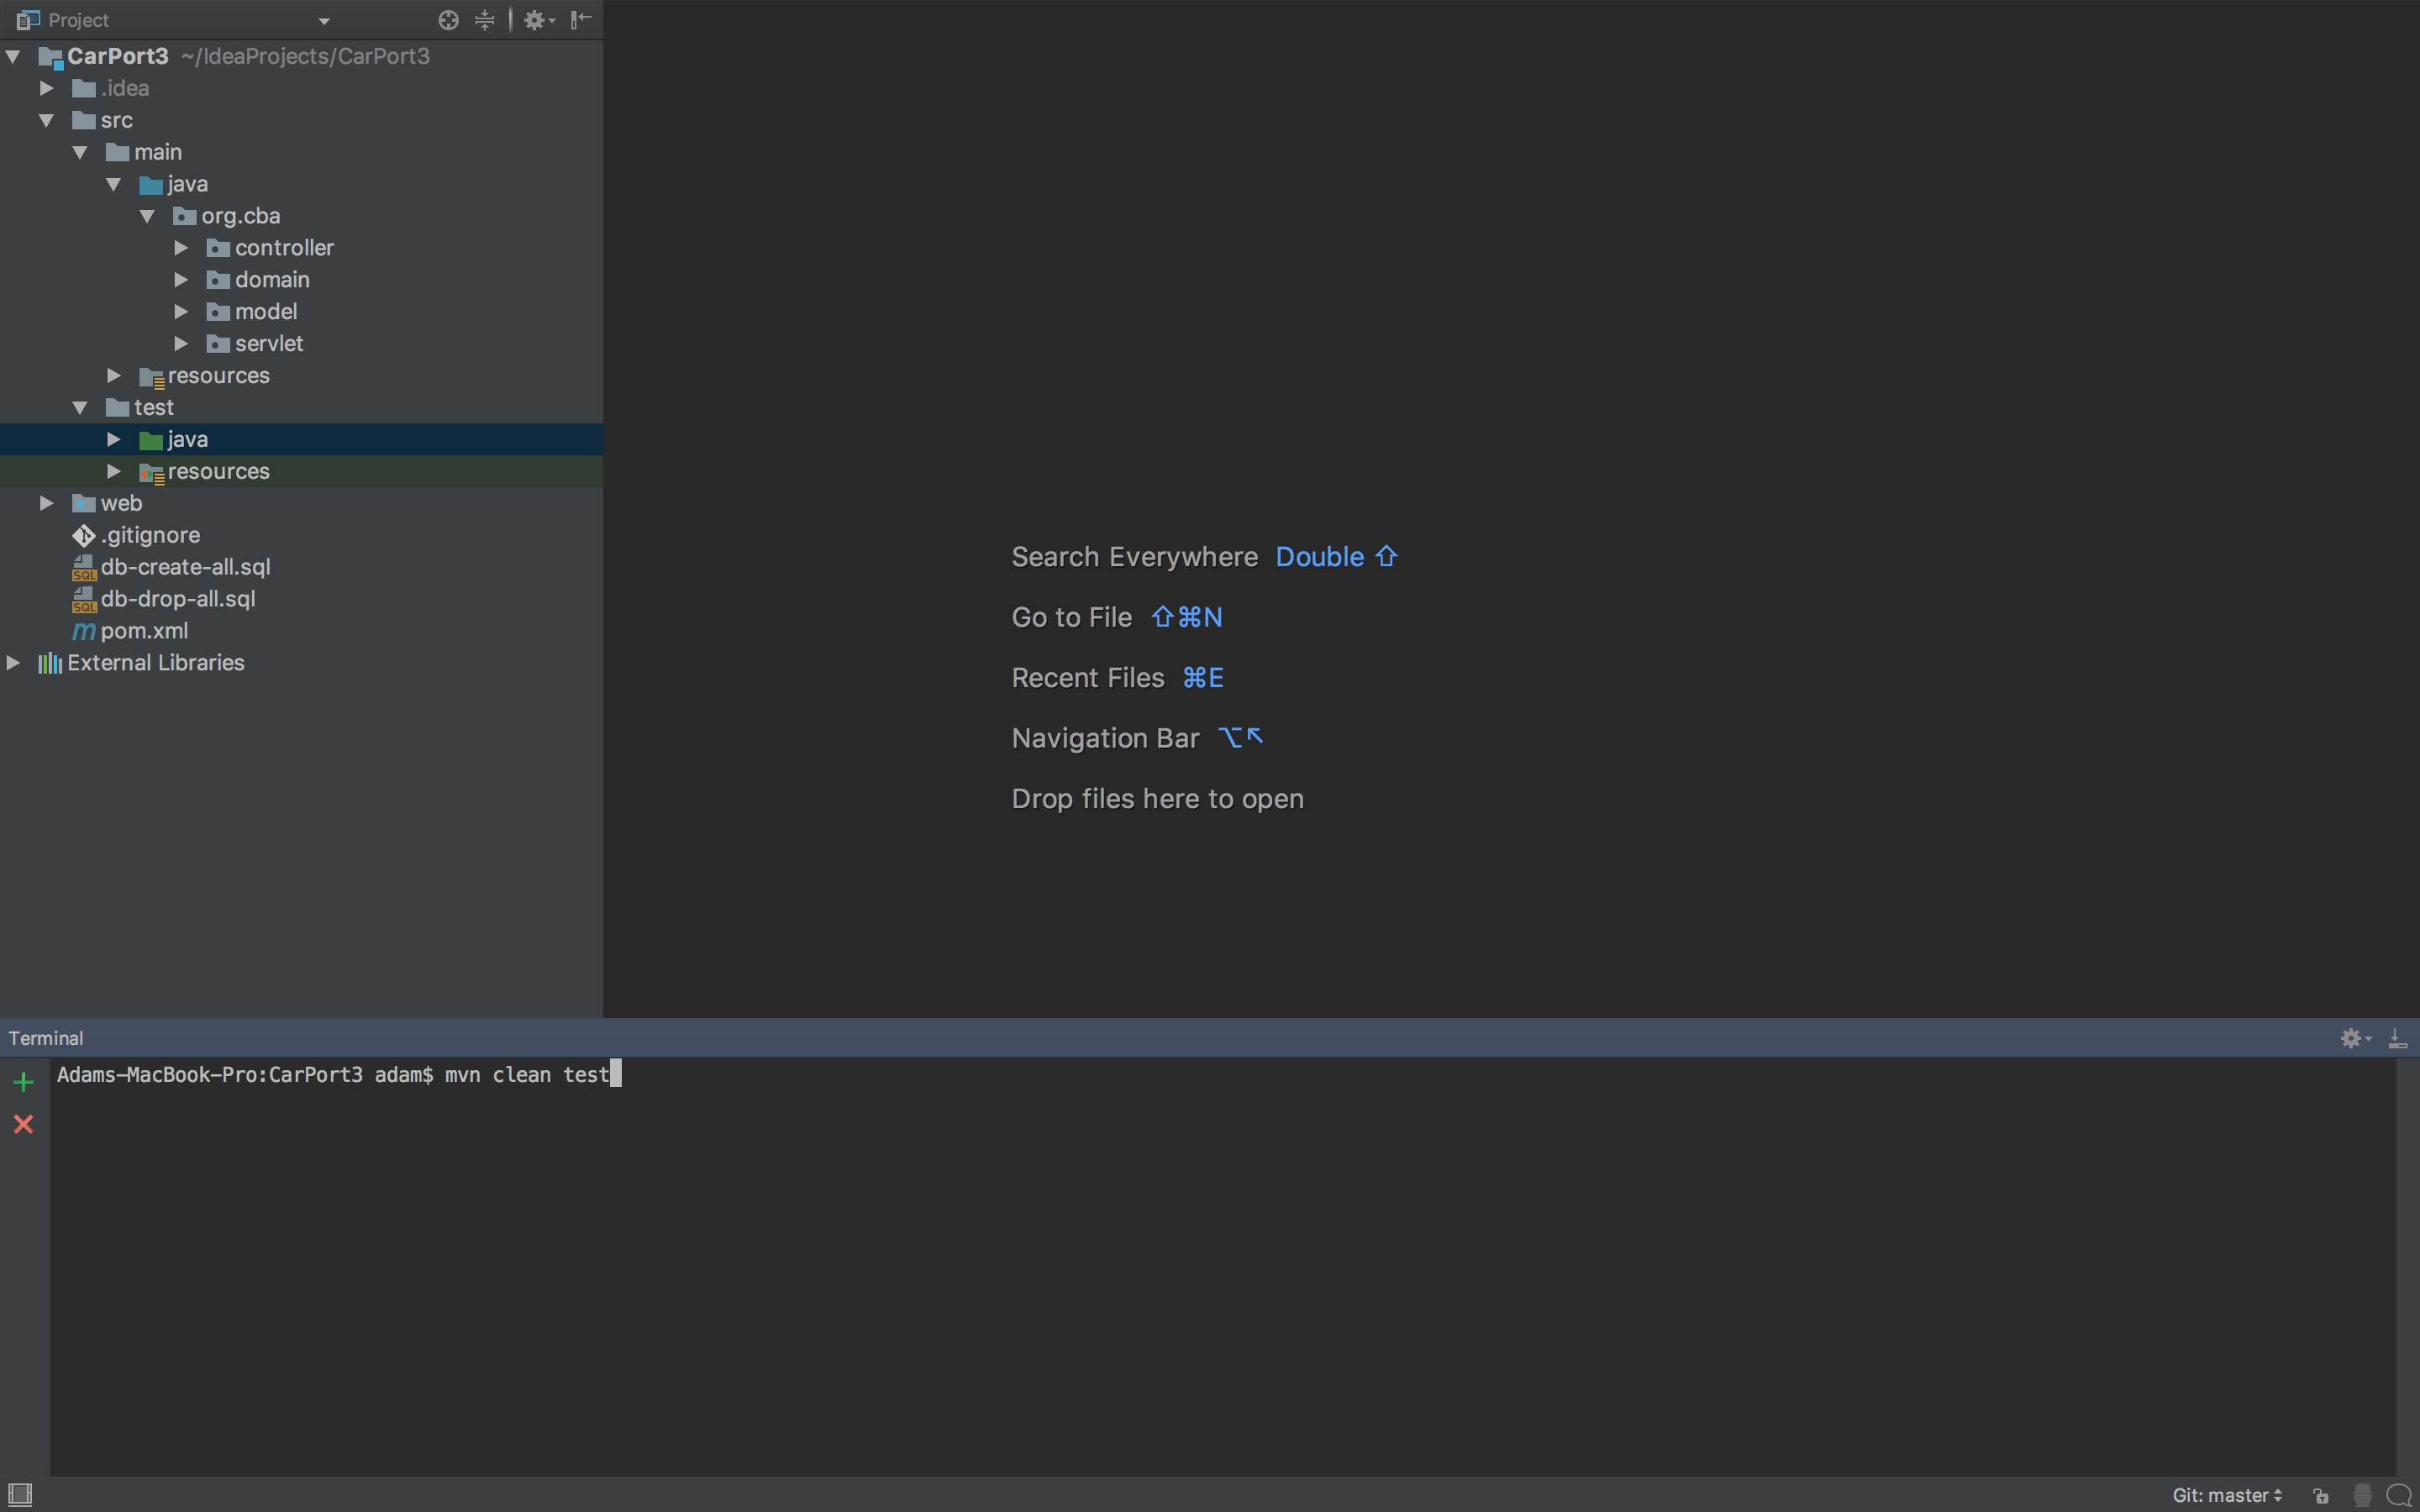 Project
CarPort3 ~/IdeaProjects/CarPort3
.idea
src
main
java
org.cba
controller
domain
model
servlet
resources
test
java
resources
web
.gitignore
SQL db-create-all.sql
SQL db-drop-all.sql
m pom.xml
External Libraries
Search Everywhere Double ⇧
Go to File ⇧⌘N
Recent Files ⌘E
Navigation Bar ⌥↖
Drop files here to open
Terminal
Adams-MacBook-Pro:CarPort3 adam$ mvn clean test
Git: master